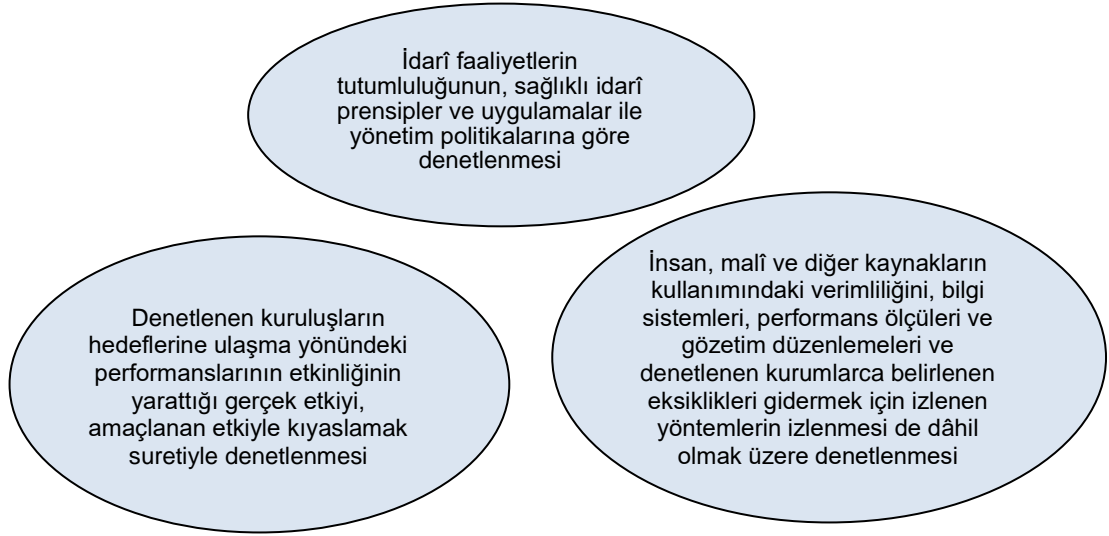 İdarî faaliyetlerin
tutumluluğunun, sağlıklı idarî
prensipler ve uygulamalar ile
yönetim politikalarına göre
denetlenmesi
Denetlenen kuruluşların
hedeflerine ulaşma yönündeki
performanslarının etkinliğinin
yarattığı gerçek etkiyi,
amaçlanan etkiyle kıyaslamak
suretiyle denetlenmesi
İnsan, malî ve diğer kaynakların
kullanımındaki verimliliğini, bilgi
sistemleri, performans ölçüleri ve
gözetim düzenlemeleri ve
denetlenen kurumlarca belirlenen
eksiklikleri gidermek için izlenen
yöntemlerin izlenmesi de dâhil
olmak üzere denetlenmesi